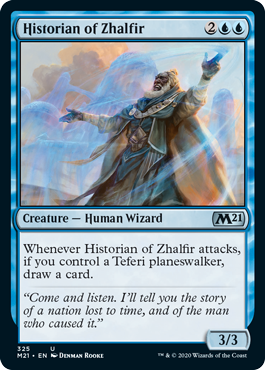 Historian of Zhalfir 2
Creature — Human Wizard M21
Whenever Historian of Zhalfir attacks,
if you control a Teferi planeswalker,
draw a card.
“Come and listen. I’ll tell you the story
of a nation lost to time, and of the man
who caused it.”
3/3
325 U
M21 • EN DENMAN ROOKE
™ & © 2020 Wizards of the Coast